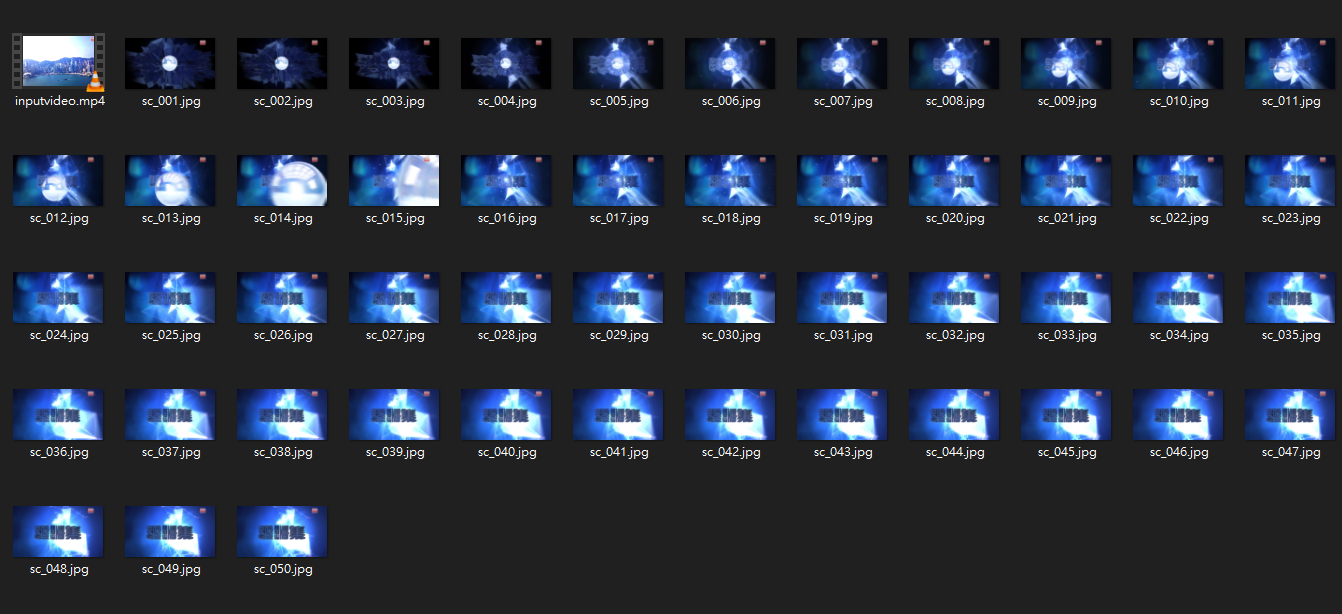 inputvideo.mp4 sc_001.jpg sc_002.jpg sc_003.jpg sc_004.jpg sc_005.jpg sc_006.jpg sc_007.jpg sc_008.jpg sc_009.jpg sc_010.jpg sc_011.jpg
sc_012.jpg sc_013.jpg sc_014.jpg sc_015.jpg sc_016.jpg sc_017.jpg sc_018.jpg sc_019.jpg sc_020.jpg sc_021.jpg sc_022.jpg sc_023.jpg
sc_024.jpg sc_025.jpg sc_026.jpg sc_027.jpg sc_028.jpg sc_029.jpg sc_030.jpg sc_031.jpg sc_032.jpg sc_033.jpg sc_034.jpg sc_035.jpg
sc_036.jpg sc_037.jpg sc_038.jpg sc_039.jpg sc_040.jpg sc_041.jpg sc_042.jpg sc_043.jpg sc_044.jpg sc_045.jpg sc_046.jpg sc_047.jpg
sc_048.jpg sc_049.jpg sc_050.jpg